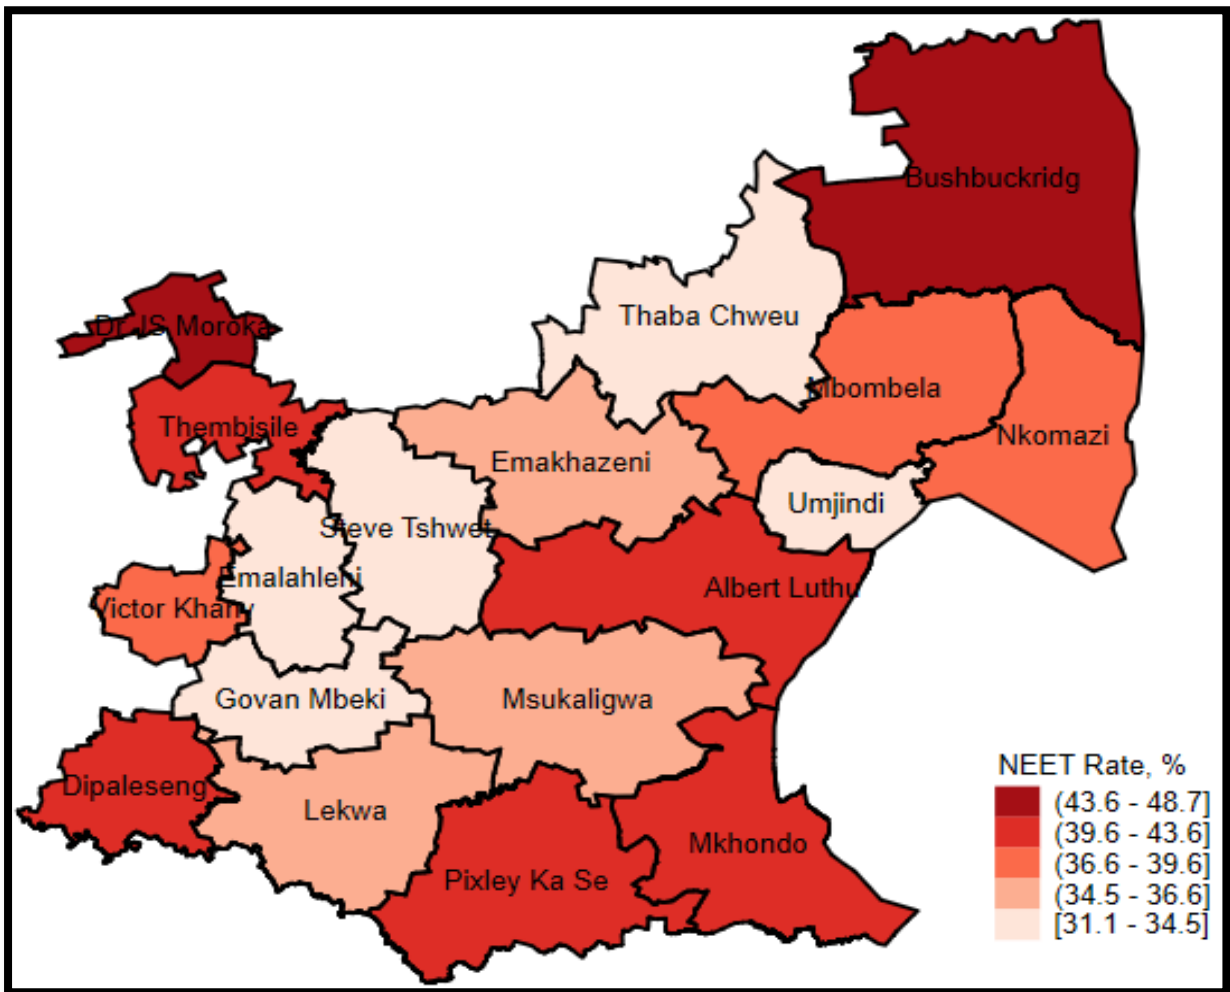 Bushbuckridg
Thaba Chweu
Dr JS Moroka
Mbombela
Thembisile
Nkomazi
Emakhazeni
Umjindi
Steve Tshwet
Emalahleni
Albert Luthu
Victor Khany
Govan Mbeki
Msukaligwa
Dipaleseng
Lekwa
Mkhondo
Pixley Ka Se
NEET Rate, %
(43.6 - 48.7]
(39.6 - 43.6]
(36.6 - 39.6]
(34.5 - 36.6]
[31.1 - 34.5]